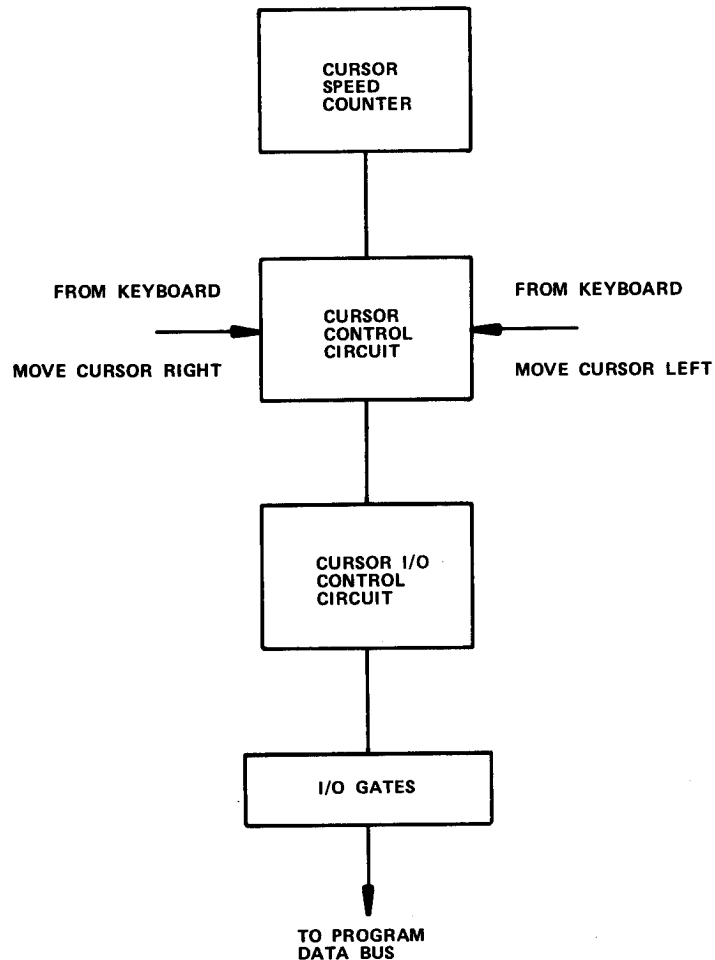 CURSOR
SPEED
COUNTER
FROM KEYBOARD
MOVE CURSOR RIGHT
CURSOR
CONTROL
CIRCUIT
FROM KEYBOARD
MOVE CURSOR LEFT
CURSOR I/O
CONTROL
CIRCUIT
I/O GATES
TO PROGRAM
DATA BUS